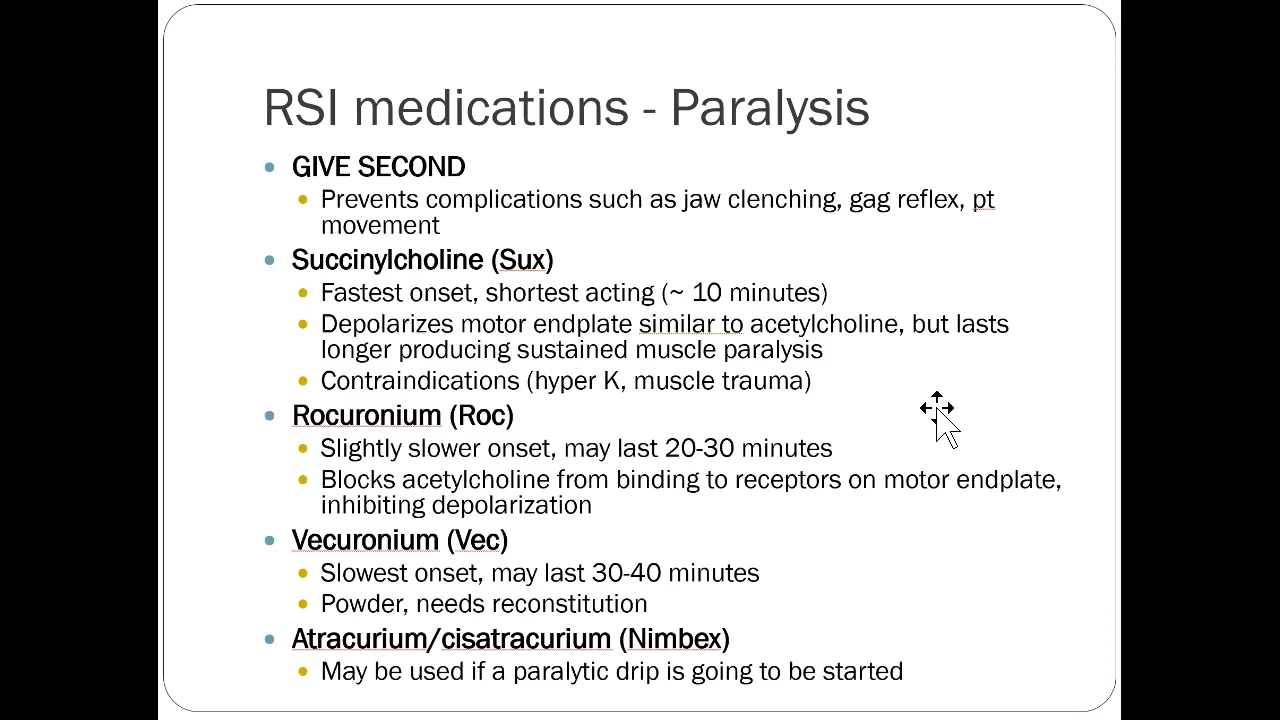 RSI medications - Paralysis
GIVE SECOND
Prevents complications such as jaw clenching, gag reflex, pt
movement
Succinylcholine (Sux)
Fastest onset, shortest acting (~ 10 minutes)
Depolarizes motor endplate similar to acetylcholine, but lasts
longer producing sustained muscle paralysis
Contraindications (hyper K, muscle trauma)
Rocuronium (Roc)
Slightly slower onset, may last 20-30 minutes
Blocks acetylcholine from binding to receptors on motor endplate,
inhibiting depolarization
Vecuronium (Vec)
Slowest onset, may last 30-40 minutes
Powder, needs reconstitution
Atracurium/cisatracurium (Nimbex)
May be used if a paralytic drip is going to be started